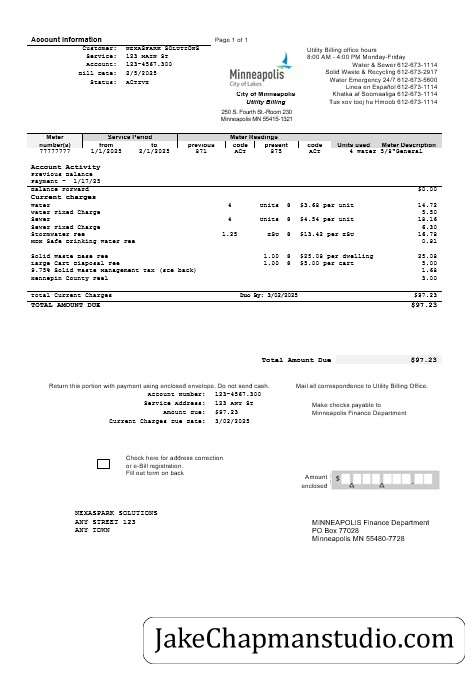 Account Information Page 1 of 1
Customer: NEXASPARK SOLUTIONS
Service: 123 MAIN St
Account: 123-4567.300
Bill date: 2/5/2025
Status: Active
Minneapolis
City of Lakes
City of Minneapolis
Utility Billing
250 S. Fourth St.-Room 230
Minneapolis MN 55415-1321
Utility Billing office hours
8:00 AM - 4:00 PM Monday-Friday
Water & Sewer 612-673-1114
Solid Waste & Recycling 612-673-2917
Water Emergency 24/7 612-673-5600
Linea en Español 612-673-1114
Khatka af Soomaaliga 612-673-1114
Tus xov tooj ha Hmoob 612-673-1114
Meter Service Period Meter Readings
number(s) from to previous code present code Units used Meter Description
77777777 1/1/2025 2/1/2025 871 ACt 875 ACt 4 Water 5/8"General
Account Activity
Previous balance
Payment - 1/17/25
Balance forward $0.00
Current charges
Water 4 Units @ $3.68 per unit 14.72
Water fixed Charge 5.50
Sewer 4 Units @ $4.54 per unit 18.16
Sewer fixed Charge 6.30
Stormwater fee 1.25 ESU @ $13.42 per ESU 16.78
MDH Safe drinking water fee 0.81
Solid waste base fee 1.00 @ $25.08 per dwelling 25.08
Large Cart disposal fee 1.00 @ $5.00 per cart 5.00
9.75% Solid waste management tax (see back) 1.68
Hennepin County
Total Current Charges Due By: 3/02/2025 $97.23
TOTAL AMOUNT DUE $97.23
Total Amount Due $97.23
Return this portion with payment using enclosed envelope. Do not send cash. Mail all correspondence to Utility Billing Office.
Account number: 123-4567.300
Service Address: 123 ANY St
Amount due: $97.23
Current Charges due date: 3/02/2025
Make checks payable to
Minneapolis Finance Department
Check here for address correction
or e-Bill registration.
Fill out form on back
Amount
enclosed
$
NEXASPARK SOLUTIONS
ANY STREET 123
ANY TOWN
MINNEAPOLIS Finance Department
PO Box 77028
Minneapolis MN 55480-7728
JakeChapmanstudio.com